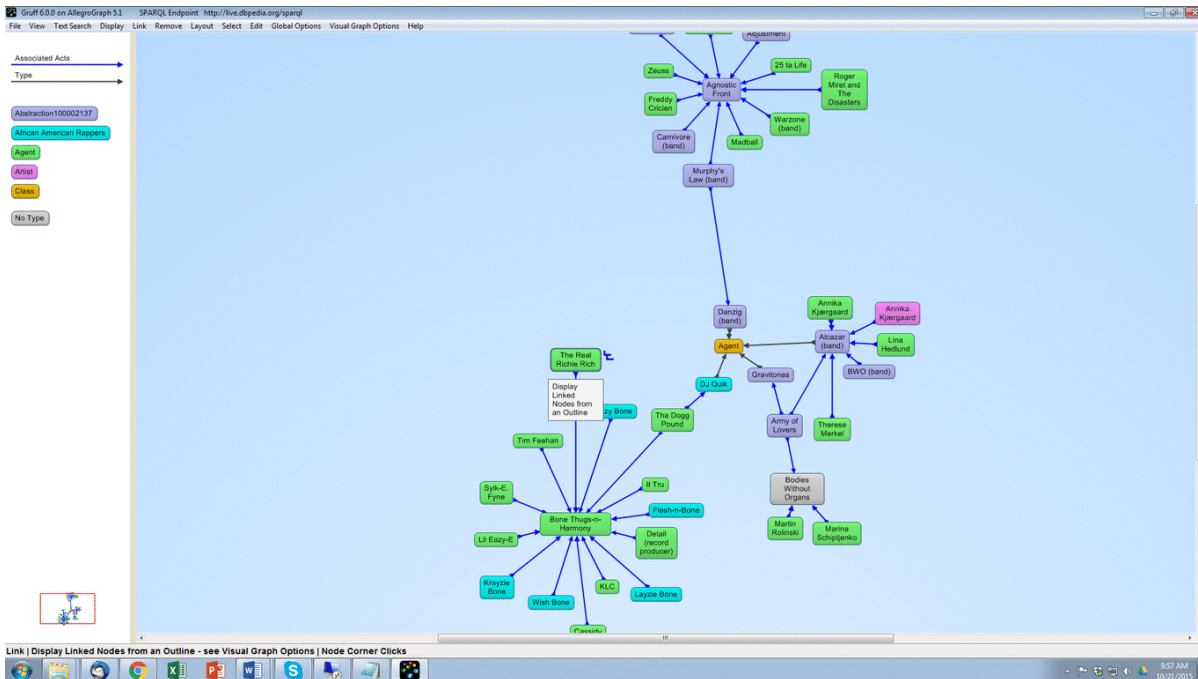 Gruff 6.0.0 on AllegroGraph 5.1 SPARQL Endpoint http://live.dbpedia.org/sparql
File View Text Search Display Link Remove Layout Select Edit Global Options Visual Graph Options Help
Associated Acts
Type
Abstraction100002137
African American Rappers
Agent
Artist
Class
No Type
Adjustment
Zeuss
25 ta Life
Agnostic
Front
Roger
Miret and
The
Disasters
Freddy
Cricien
Warzone
(band)
Carnivore
(band)
Madball
Murphy's
Law (band)
Danzig
(band)
Annika
Kjærgaard
Annika
Kjærgaard
Agent
Alcazar
(band)
Lina
Hedlund
The Real
Richie Rich
BWO (band)
Gravitonas
DJ Quik
Display
Linked
Nodes from
an Outline
zy Bone
Tha Dogg
Pound
Army of
Lovers
Therese
Merkel
Tim Feehan
Bodies
Without
Organs
Sylk-E.
Fyne
II Tru
Flesh-n-Bone
Bone Thugs-n-
Harmony
Martin
Rolinski
Marina
Schiptjenko
Lil Eazy-E
Detail
(record
producer)
Krayzie
Bone
KLC
Wish Bone
Layzie Bone
Cassidy
Link | Display Linked Nodes from an Outline - see Visual Graph Options | Node Corner Clicks
9:57 AM
10/21/2015